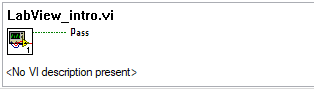 LabView_intro.vi
Pass
1
<No VI description present>